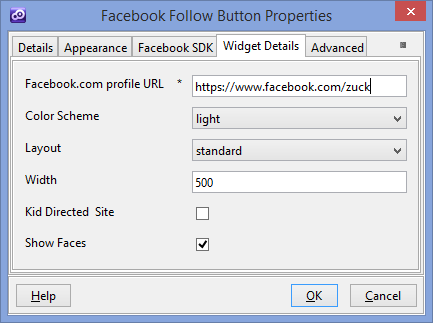 Facebook Follow Button Properties
Details Appearance Facebook SDK Widget Details Advanced
Facebook.com profile URL * https://www.facebook.com/zuck
Color Scheme light
Layout standard
Width 500
Kid Directed Site
Show Faces
Help OK Cancel